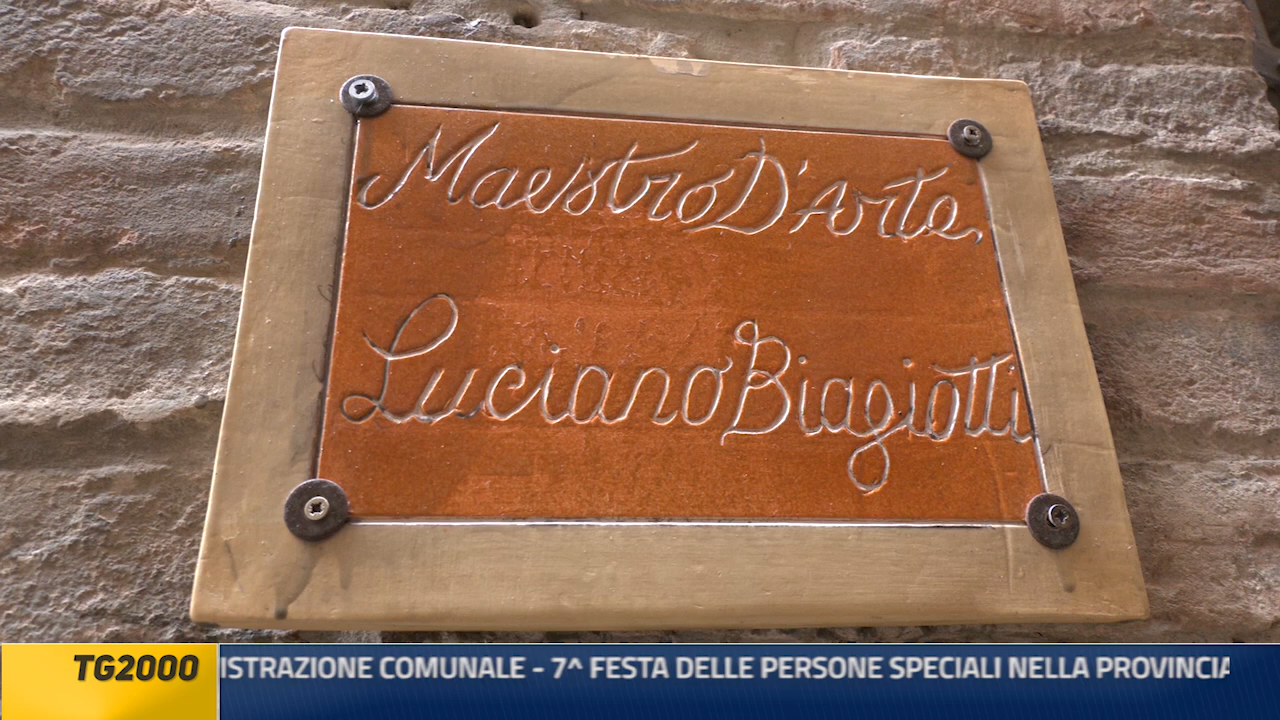 Maestro D'Arte,
Luciano Biagiotti
TG2000
ISTRAZIONE COMUNALE - 7^ FESTA DELLE PERSONE SPECIALI NELLA PROVINCIA